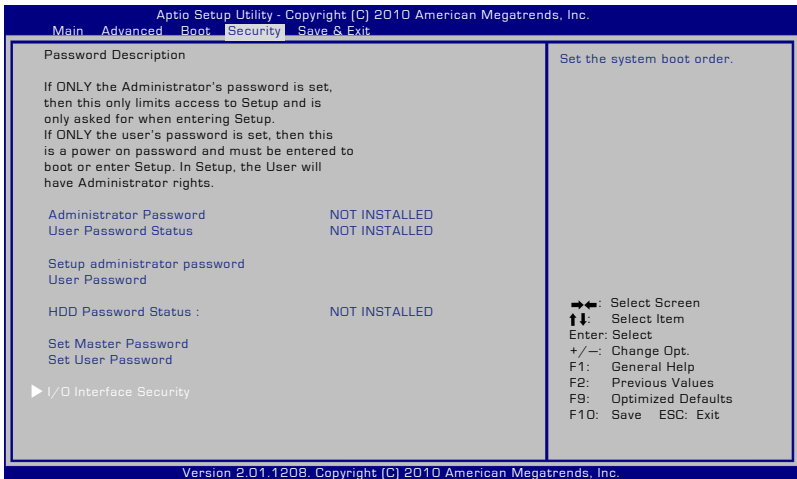 Aptio Setup Utility - Copyright (C) 2010 American Megatrends, Inc.
Main Advanced Boot Security Save & Exit
Password Description
If ONLY the Administrator's password is set,
then this only limits access to Setup and is
only asked for when entering Setup.
If ONLY the user's password is set, then this
is a power on password and must be entered to
boot or enter Setup. In Setup, the User will
have Administrator rights.
Administrator Password NOT INSTALLED
User Password Status NOT INSTALLED
Setup administrator password
User Password
HDD Password Status : NOT INSTALLED
Set Master Password
Set User Password
I/O Interface Security
Set the system boot order.
→←: Select Screen
↑↓: Select Item
Enter: Select
+/—: Change Opt.
F1: General Help
F2: Previous Values
F9: Optimized Defaults
F10: Save ESC: Exit
Version 2.01.1208. Copyright (C) 2010 American Megatrends, Inc.